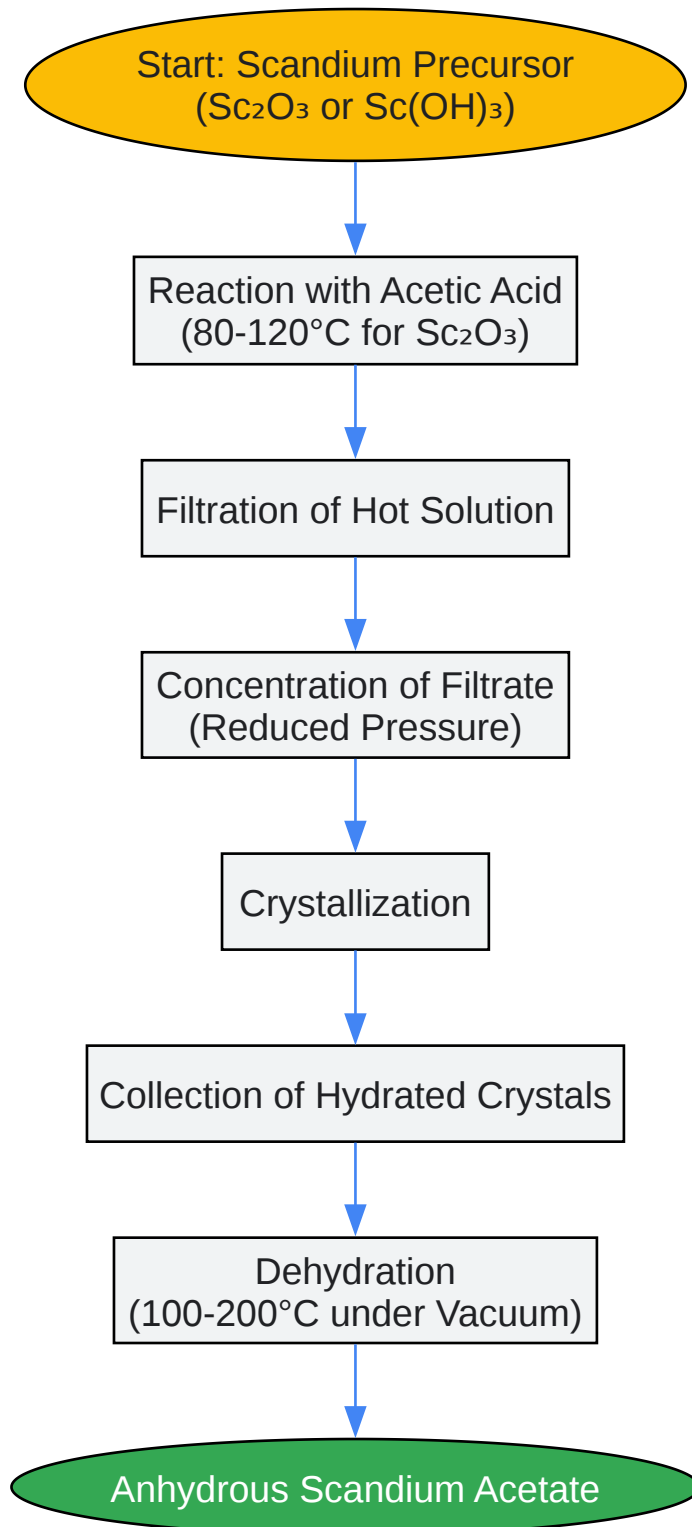 Start: Scandium Precursor
(Sc₂O₃ or Sc(OH)₃)
Reaction with Acetic Acid
(80-120°C for Sc₂O₃)
Filtration of Hot Solution
Concentration of Filtrate
(Reduced Pressure)
Crystallization
Collection of Hydrated Crystals
Dehydration
(100-200°C under Vacuum)
Anhydrous Scandium Acetate